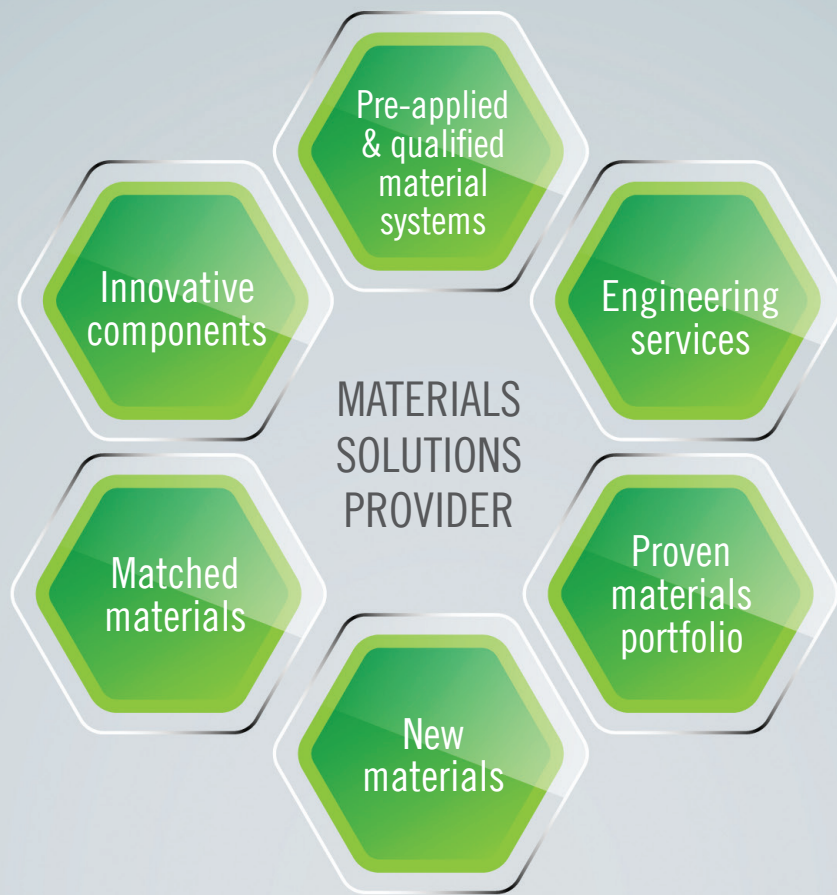 Pre-applied
& qualified
material
systems
Innovative
components
Engineering
services
MATERIALS
SOLUTIONS
PROVIDER
Matched
materials
Proven
materials
portfolio
New
materials